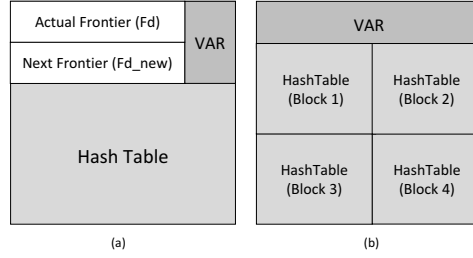 Actual Frontier (Fd)
VAR
Next Frontier (Fd_new)
Hash Table
(a)
VAR
HashTable
(Block 1)
HashTable
(Block 2)
HashTable
(Block 3)
HashTable
(Block 4)
(b)